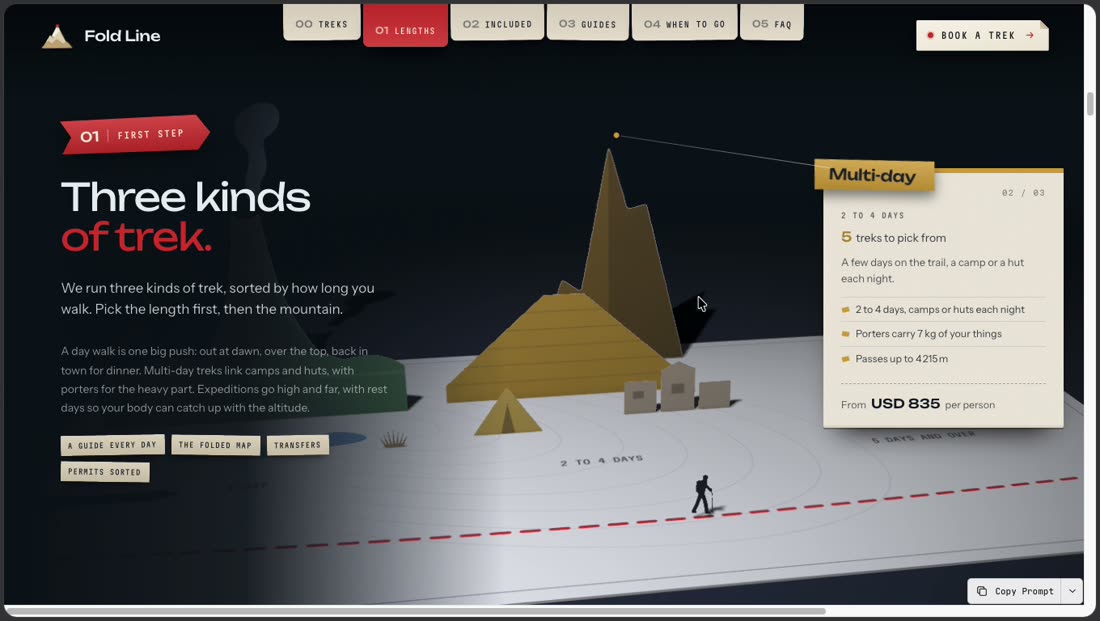 Fold Line
00 TREKS
01 LENGTHS
02 INCLUDED
03 GUIDES
04 WHEN TO GO
05 FAQ
BOOK A TREK →
01 FIRST STEP
Three kinds
of trek.
We run three kinds of trek, sorted by how long you
walk. Pick the length first, then the mountain.
A day walk is one big push: out at dawn, over the top, back in
town for dinner. Multi-day treks link camps and huts, with
porters for the heavy part. Expeditions go high and far, with rest
days so your body can catch up with the altitude.
A GUIDE EVERY DAY
THE FOLDED MAP
TRANSFERS
PERMITS SORTED
2 TO 4 DAYS
5 DAYS AND OVER
Multi-day
02 / 03
2 TO 4 DAYS
5 treks to pick from
A few days on the trail, a camp or a hut
each night.
2 to 4 days, camps or huts each night
Porters carry 7 kg of your things
Passes up to 4215 m
From USD 835 per person
Copy Prompt